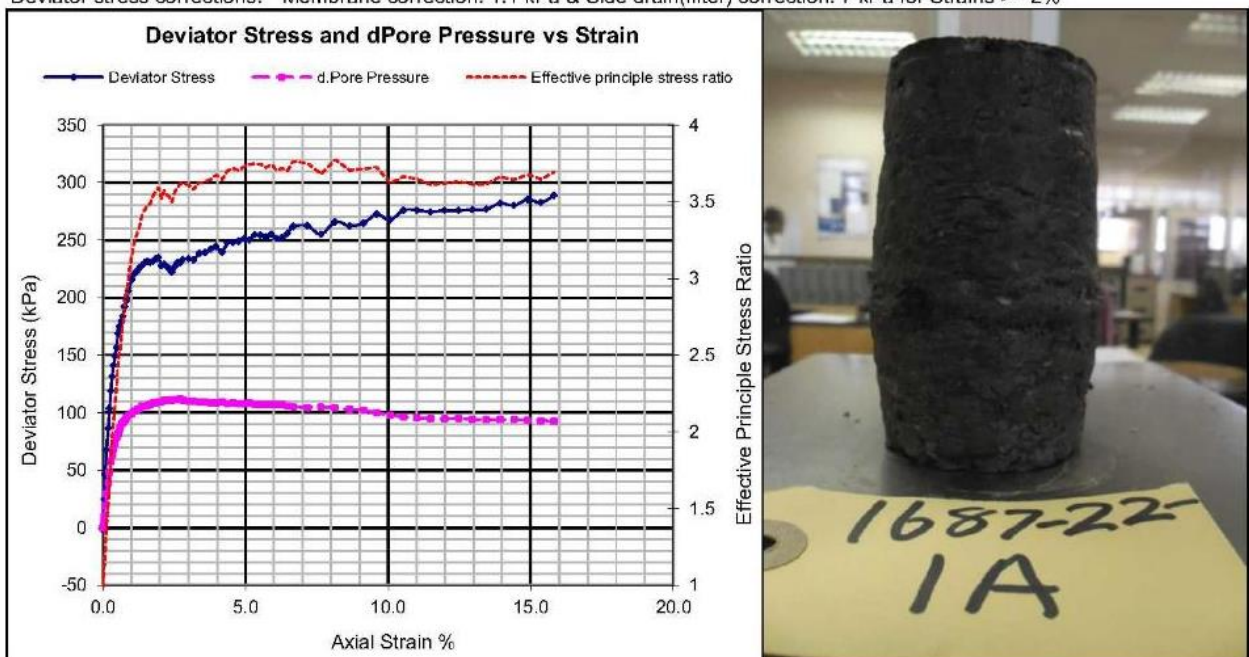 Deviator stress corrections: Membrane correction: 1.1 kPa & Side drain(filter) correction: 7 kPa for Strains >= 2%
Deviator Stress and dPore Pressure vs Strain
Deviator Stress
d.Pore Pressure
Effective principle stress ratio
350
300
250
200
150
100
50
0
-50
Deviator Stress (kPa)
4
3.5
3
2.5
2
1.5
1
Effective Principle Stress Ratio
0.0 5.0 10.0 15.0 20.0
Axial Strain %
1687-22-
1A